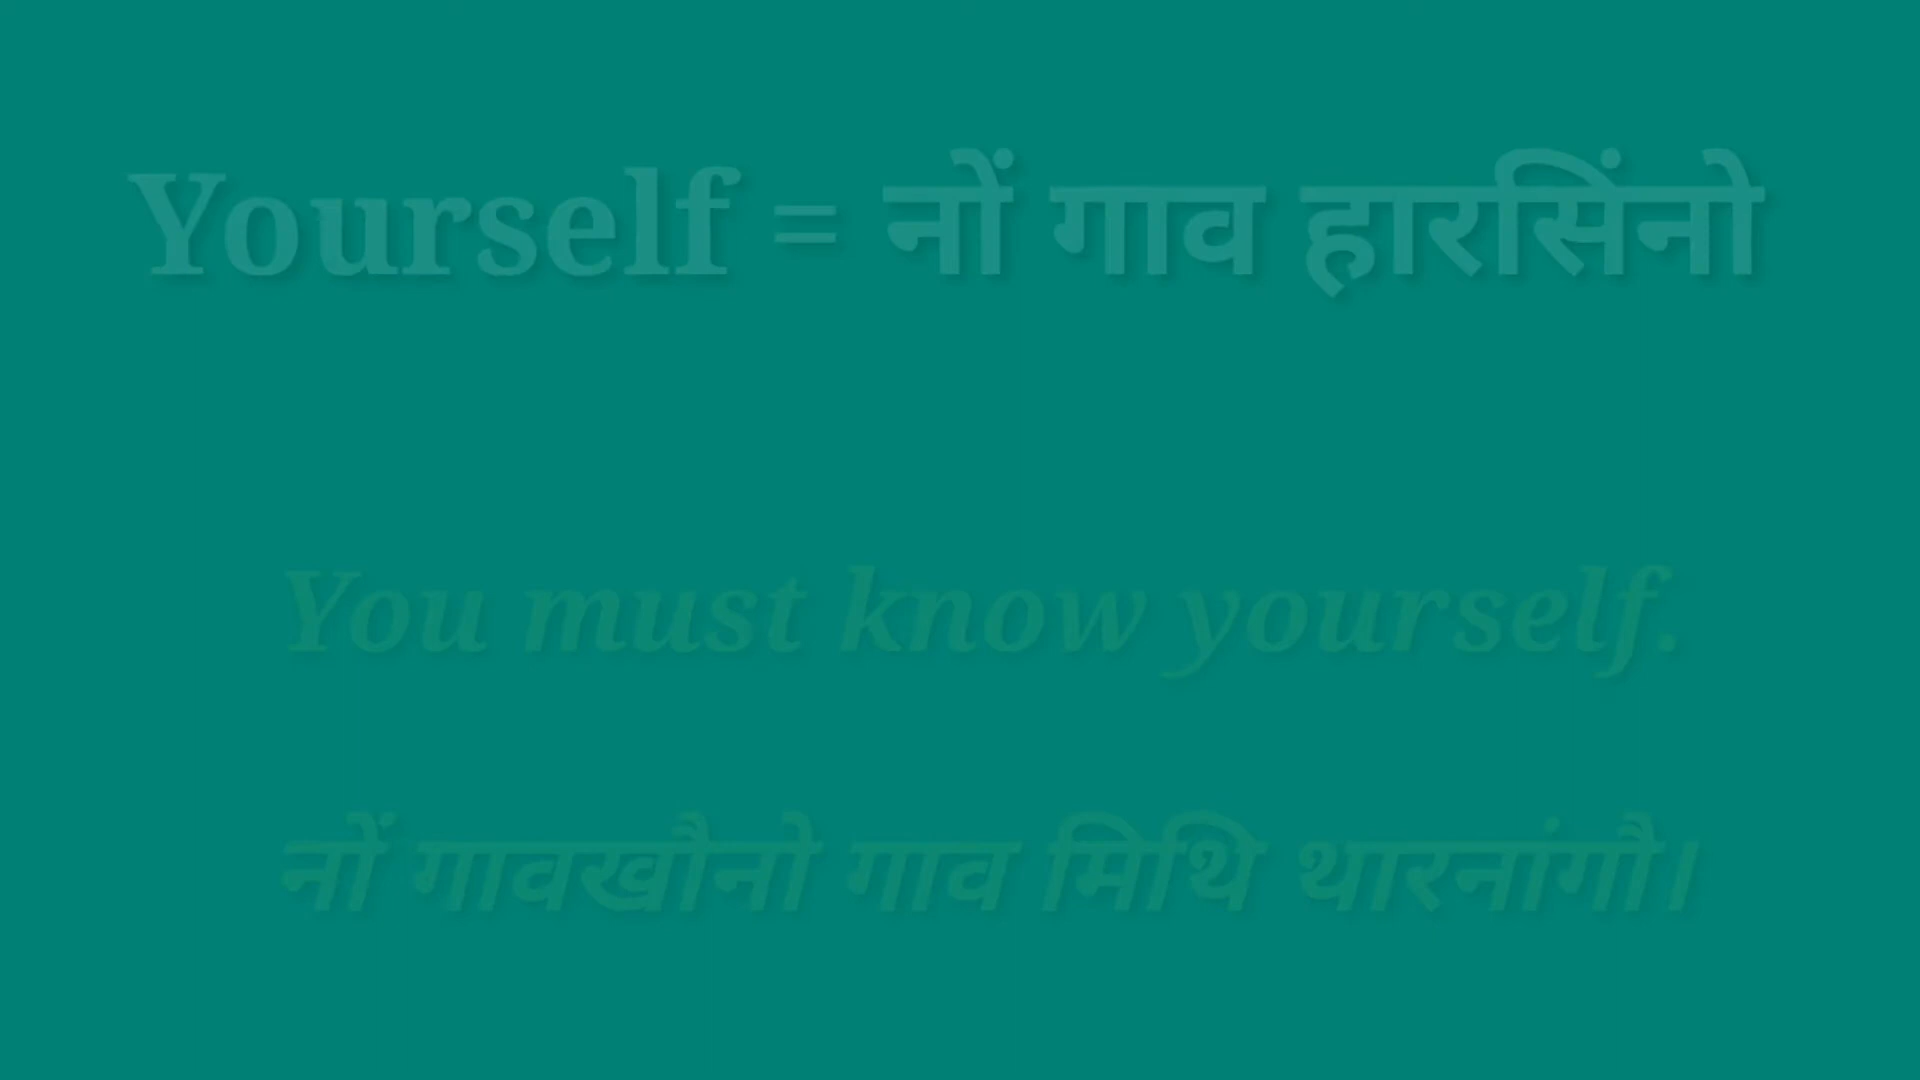 Yourself = नों गाव हारसिंनो
You must know yourself.
नों गावखौनो गाव मिथि थारनांगौ।